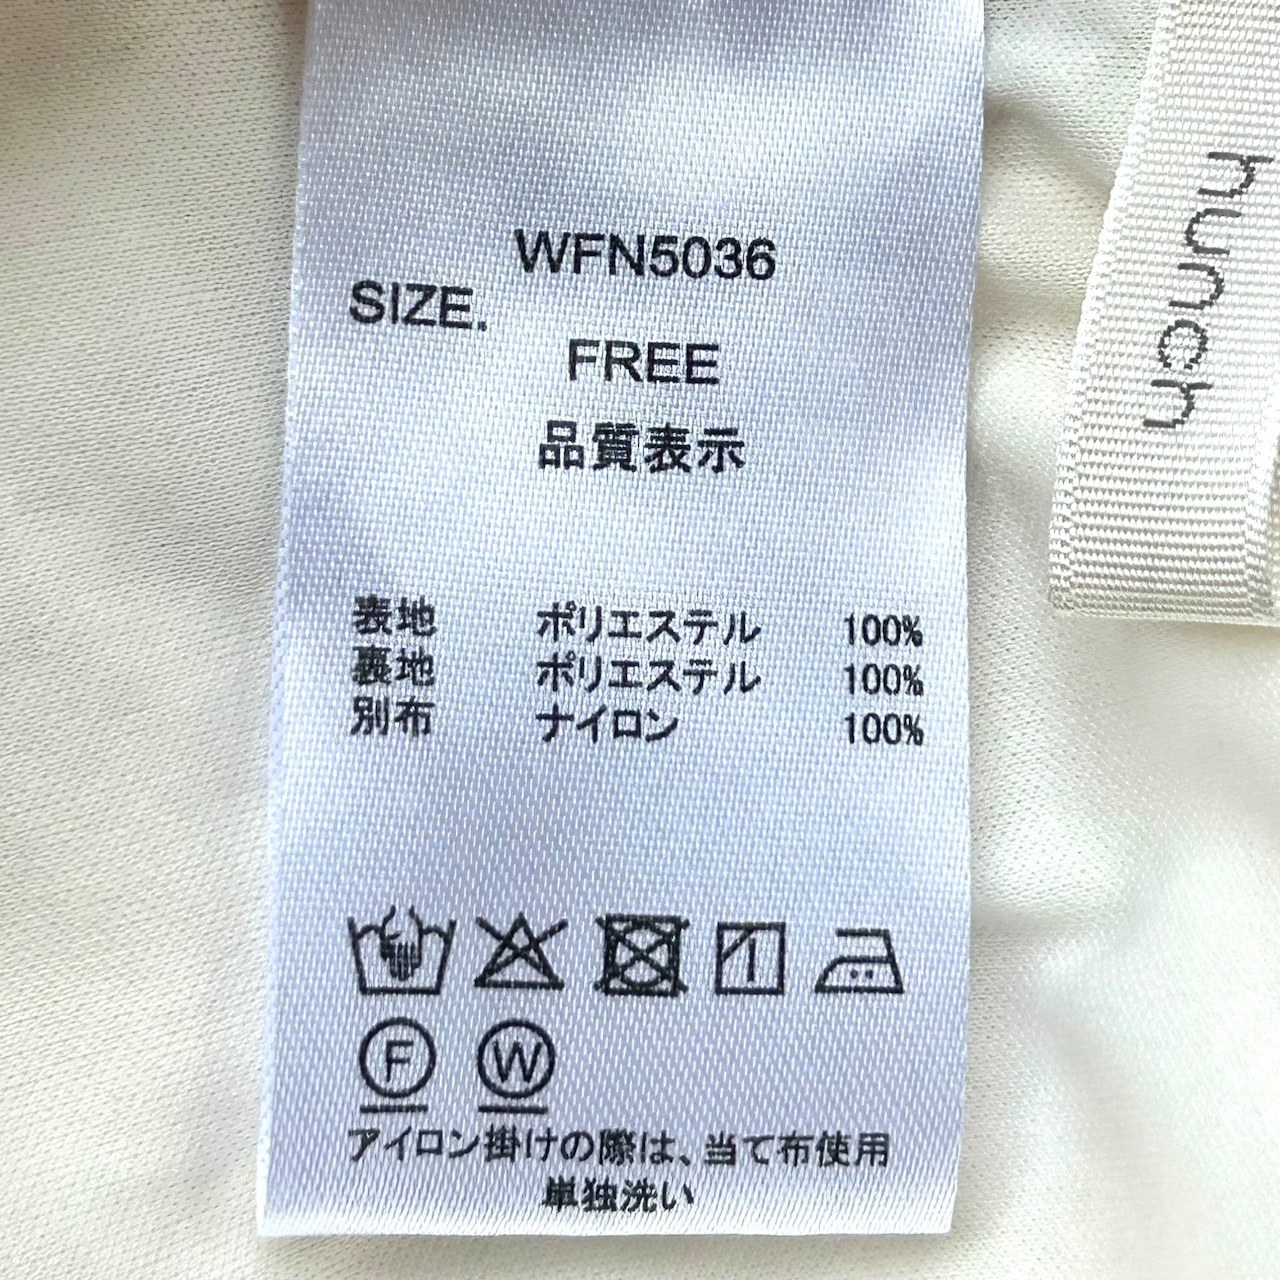 WFN5036
SIZE.
FREE
品質表示
表地 ポリエステル 100%
裏地 ポリエステル 100%
別布 ナイロン 100%
F W
アイロン掛けの際は、当て布使用
単独洗い
hunch